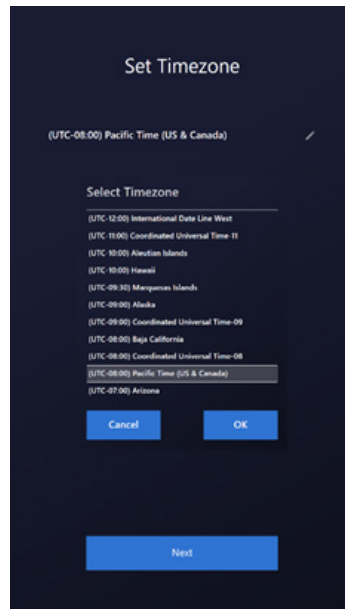 Set Timezone
(UTC-08:00) Pacific Time (US & Canada)
Select Timezone
(UTC-12:00) International Date Line West
(UTC-11:00) Coordinated Universal Time-11
(UTC-10:00) Aleutian Islands
(UTC-10:00) Hawaii
(UTC-09:30) Marquesas Islands
(UTC-09:00) Alaska
(UTC-09:00) Coordinated Universal Time-09
(UTC-08:00) Baja California
(UTC-08:00) Coordinated Universal Time-08
(UTC-08:00) Pacific Time (US & Canada)
(UTC-07:00) Arizona
Cancel OK
Next